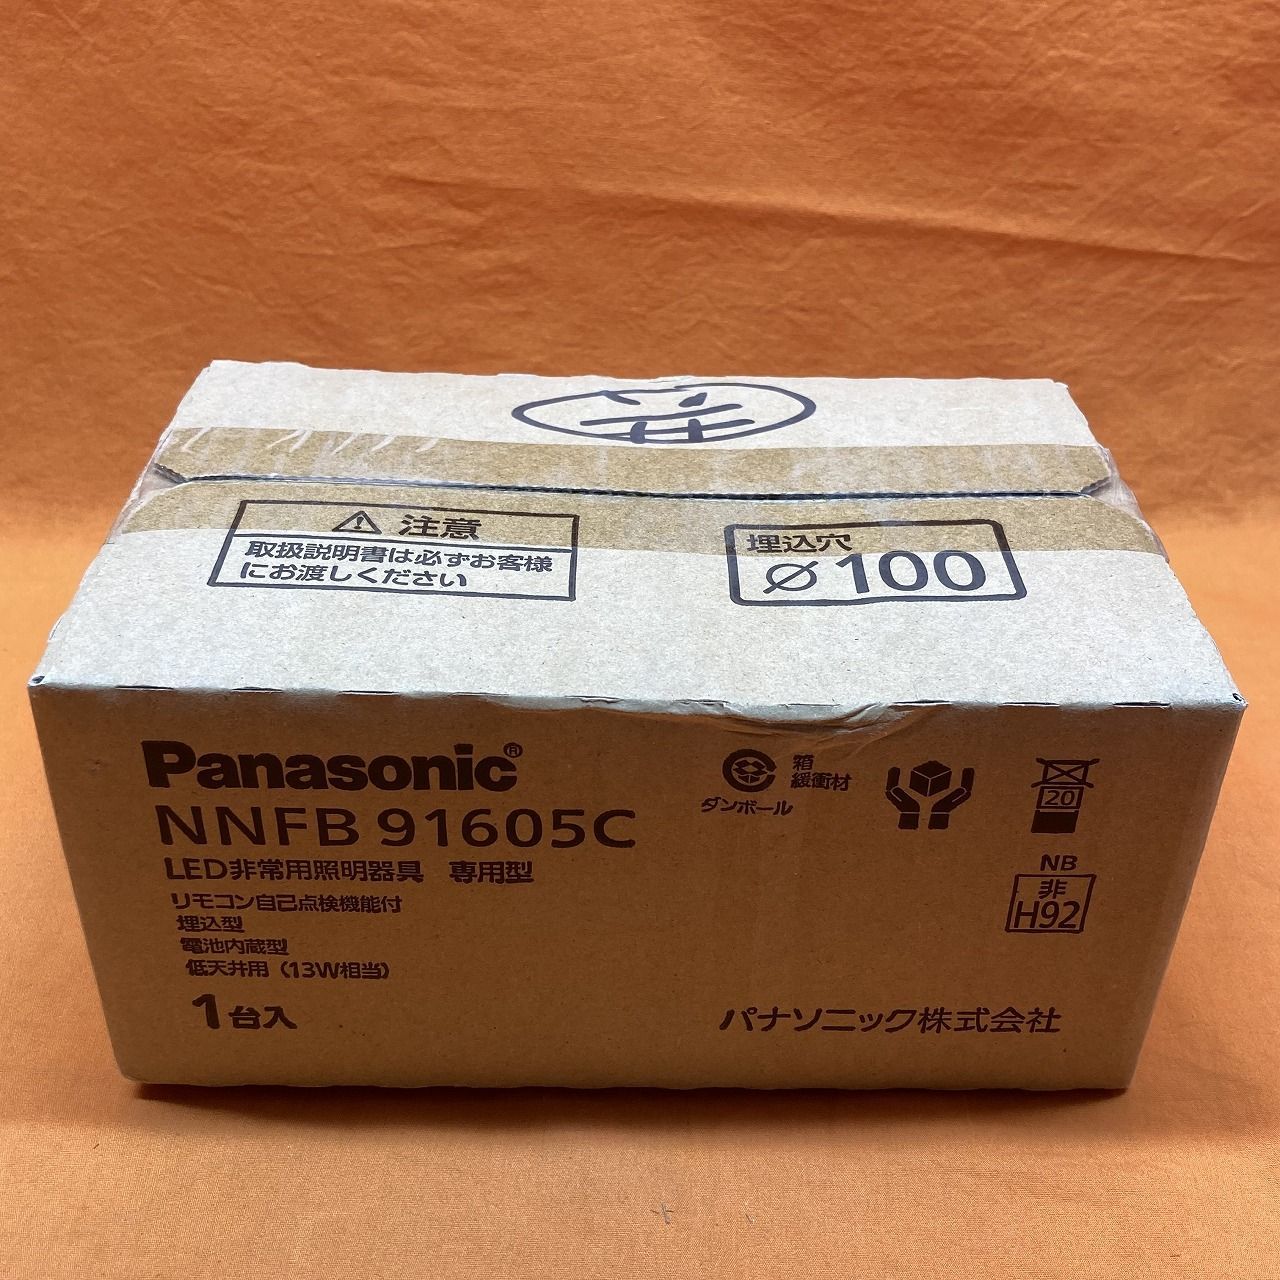 ⚠ 注意
取扱説明書は必ずお客様
にお渡しください
埋込穴
⌀100
Panasonic®
NNFB 91605C
LED非常用照明器具 専用型
リモコン自己点検機能付
埋込型
電池内蔵型
低天井用（13W相当）
1台入
ダンボール
箱
緩衝材
20
NB
非
H92
パナソニック株式会社